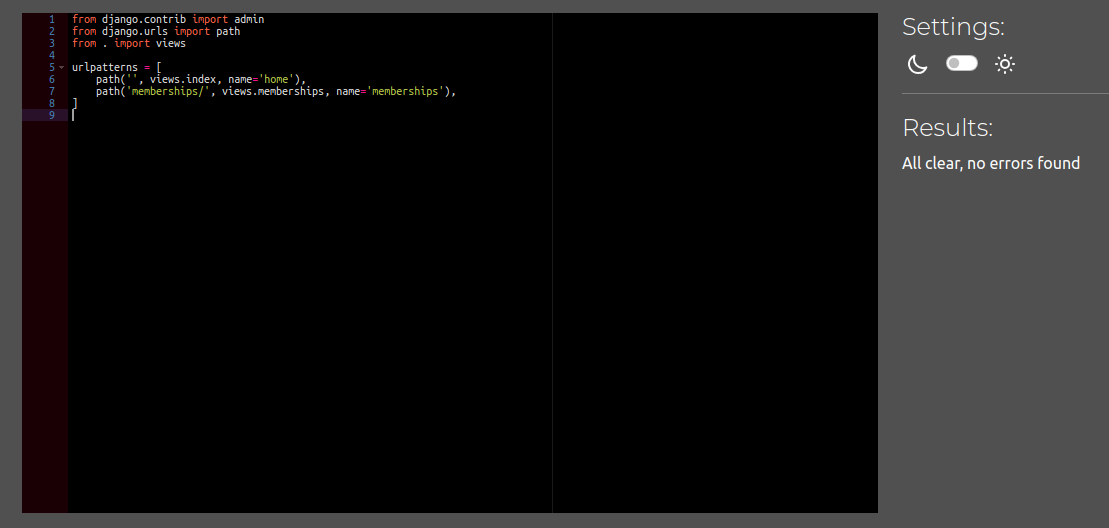 1 from django.contrib import admin
2 from django.urls import path
3 from . import views
4
5 urlpatterns = [
6     path('', views.index, name='home'),
7     path('memberships/', views.memberships, name='memberships'),
8 ]
9
Settings:
Results:
All clear, no errors found